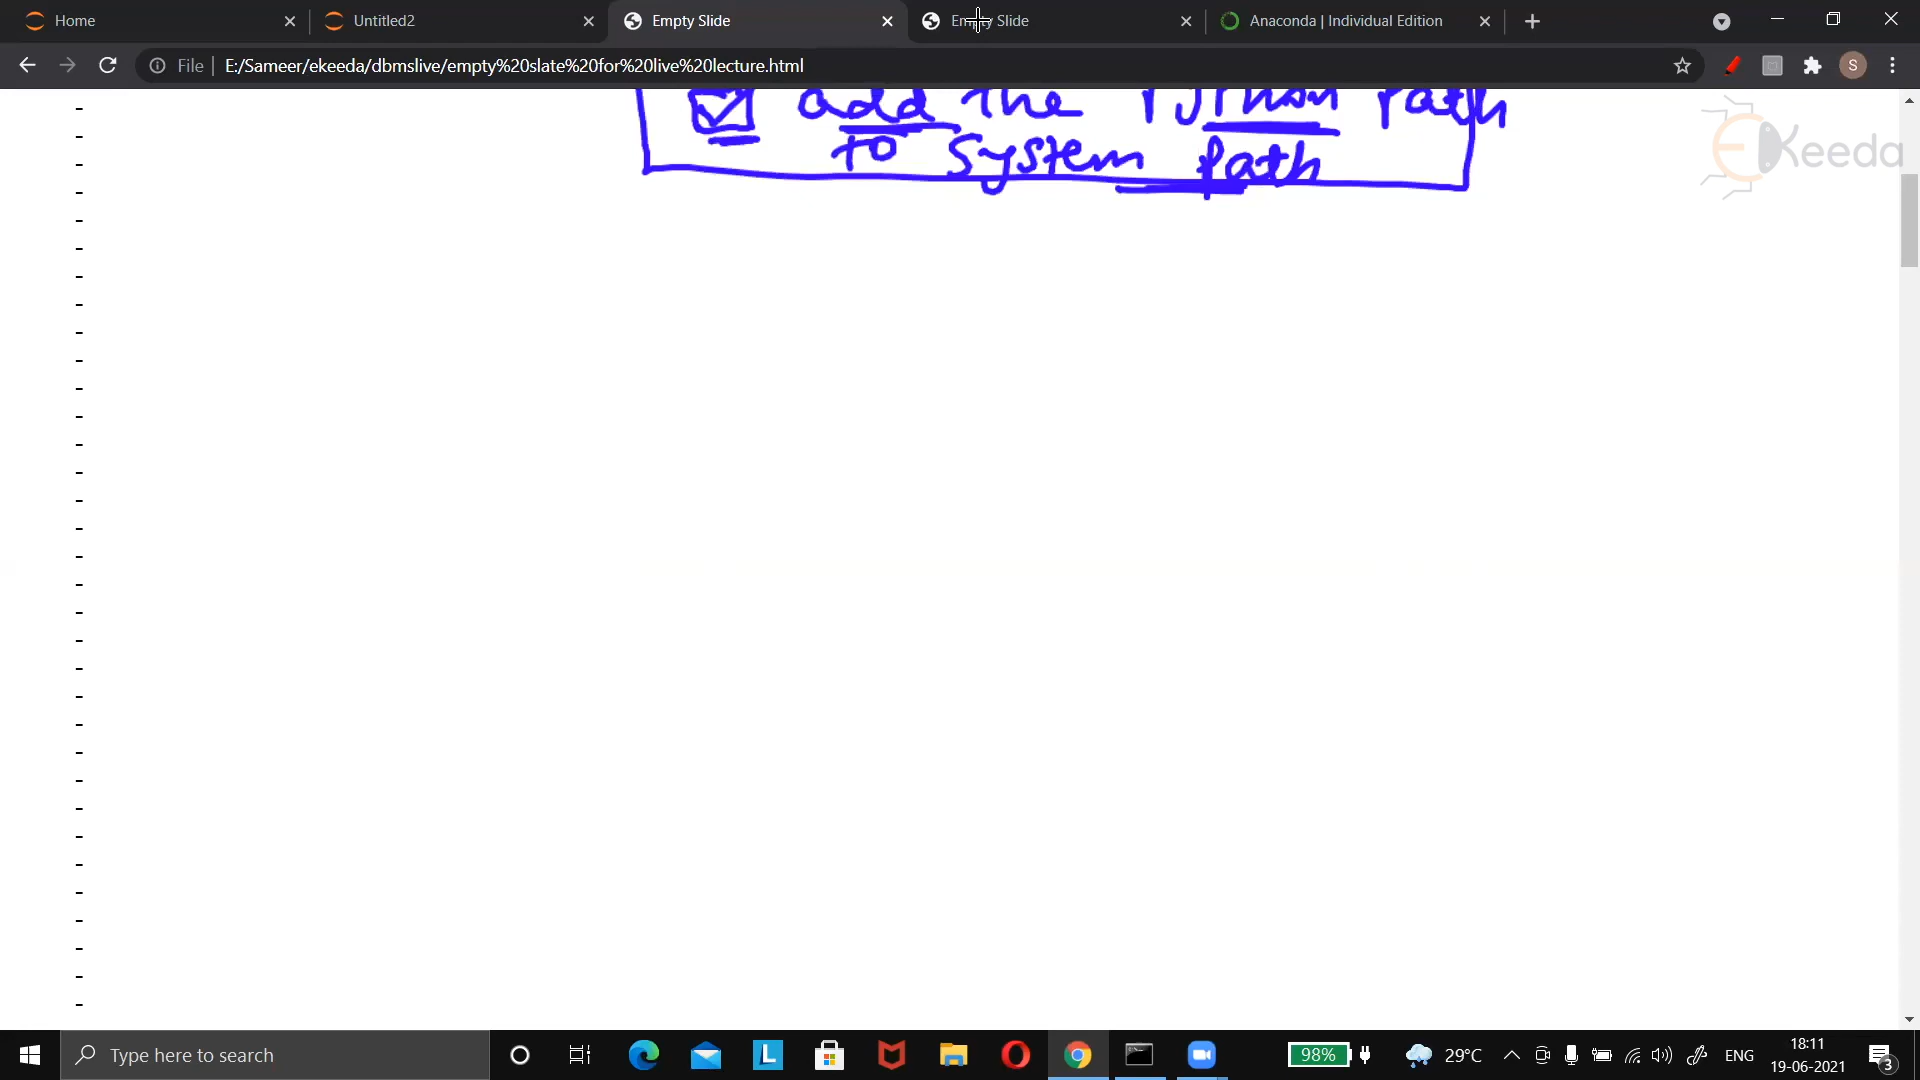 Home
Untitled2
Empty Slide
Empty Slide
Anaconda | Individual Edition
File
E:/Sameer/ekeeda/dbmslive/empty%20slate%20for%20live%20lecture.html
S
add the Python Path
to System Path
EKeeda
Type here to search
L
98%
29°C
ENG
18:11
19-06-2021
3